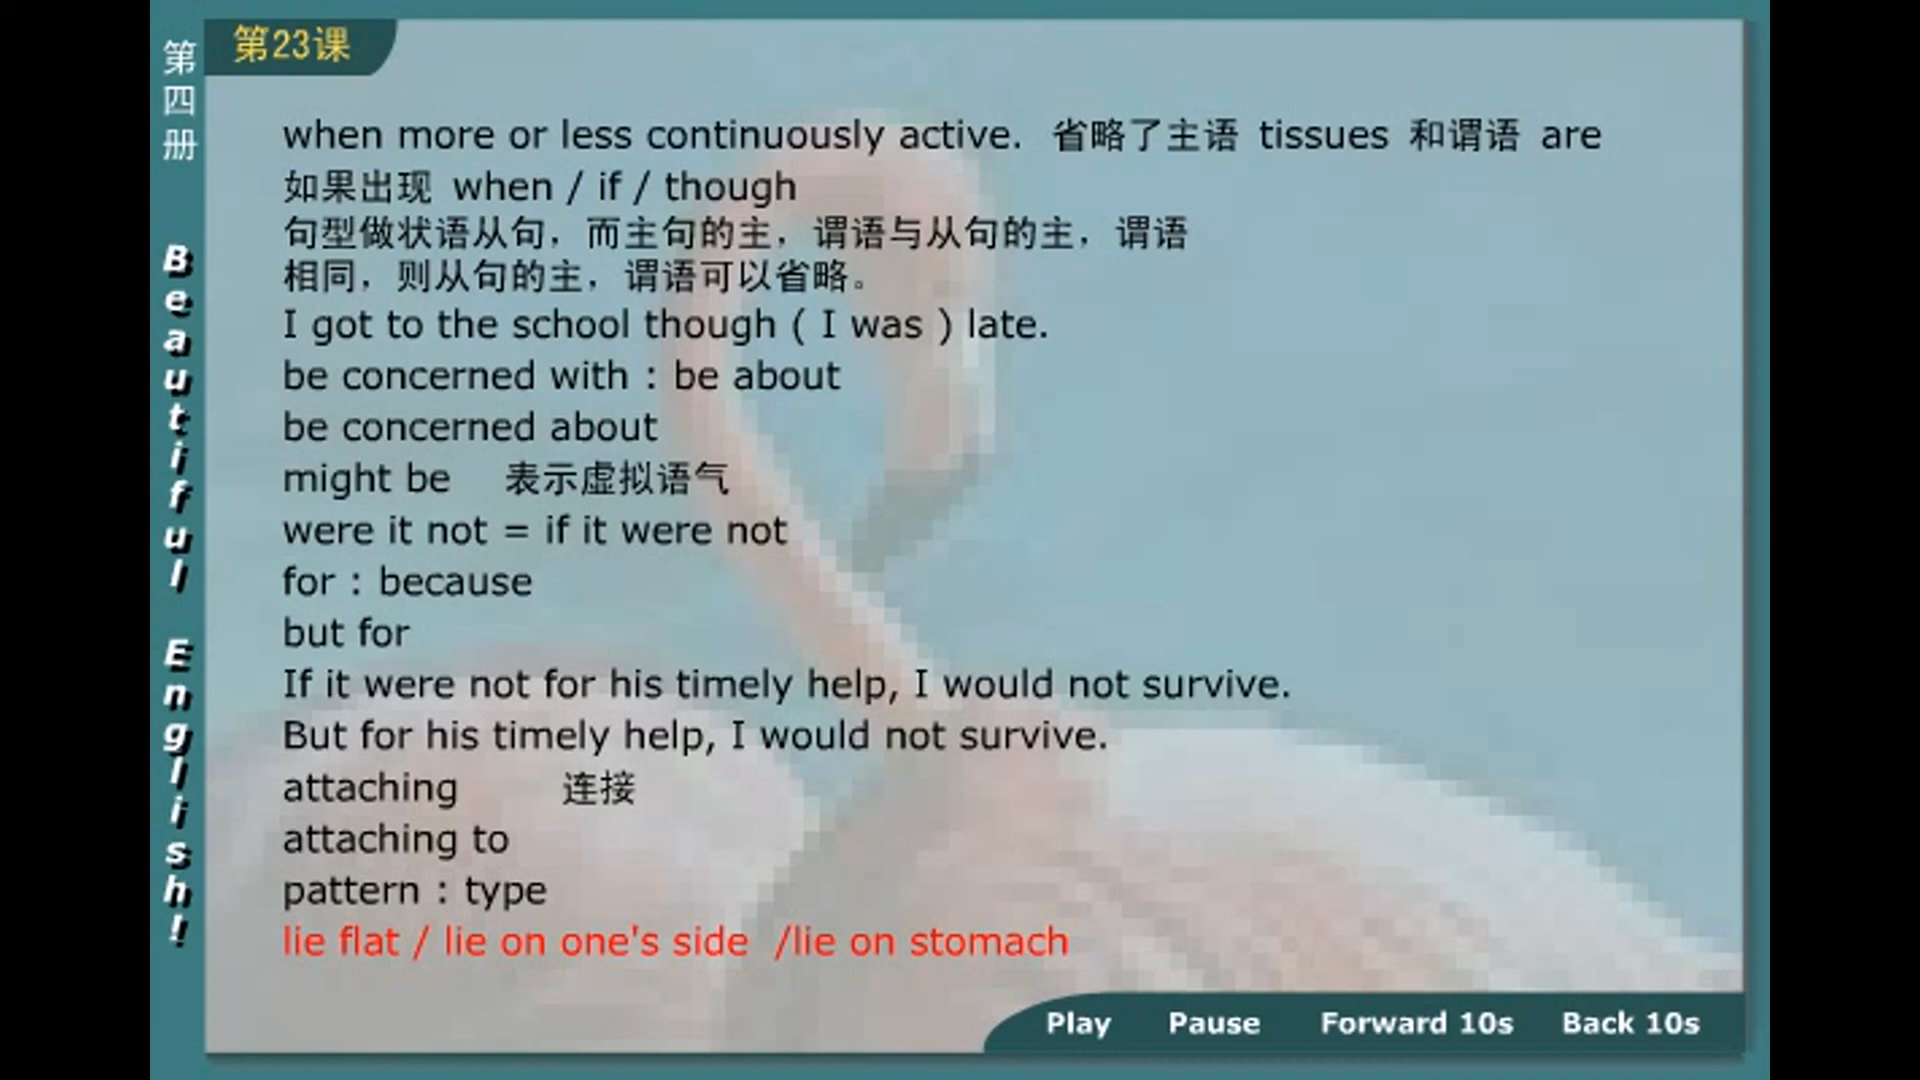 第四册 Beautiful English!
第23课
when more or less continuously active. 省略了主语 tissues 和谓语 are
如果出现 when / if / though
句型做状语从句，而主句的主，谓语与从句的主，谓语
相同，则从句的主，谓语可以省略。
I got to the school though ( I was ) late.
be concerned with : be about
be concerned about
might be 表示虚拟语气
were it not = if it were not
for : because
but for
If it were not for his timely help, I would not survive.
But for his timely help, I would not survive.
attaching 连接
attaching to
pattern : type
lie flat / lie on one's side /lie on stomach
Play Pause Forward 10s Back 10s